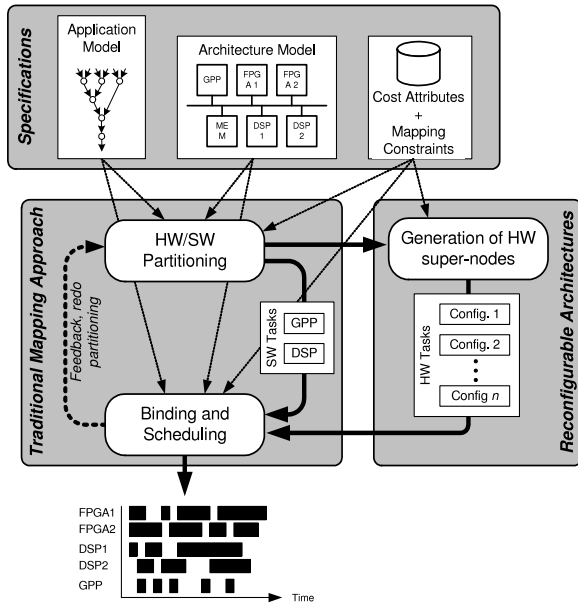 Specifications
Application
Model
Architecture Model
GPP
FPG
A 1
FPG
A 2
ME
M
DSP
1
DSP
2
Cost Attributes
+
Mapping
Constraints
Traditional Mapping Approach
HW/SW
Partitioning
Feedback, redo
partitioning
SW Tasks
GPP
DSP
Binding and
Scheduling
Generation of HW
super-nodes
HW Tasks
Config. 1
Config. 2
Config n
Reconfigurable Architectures
FPGA1
FPGA2
DSP1
DSP2
GPP
Time